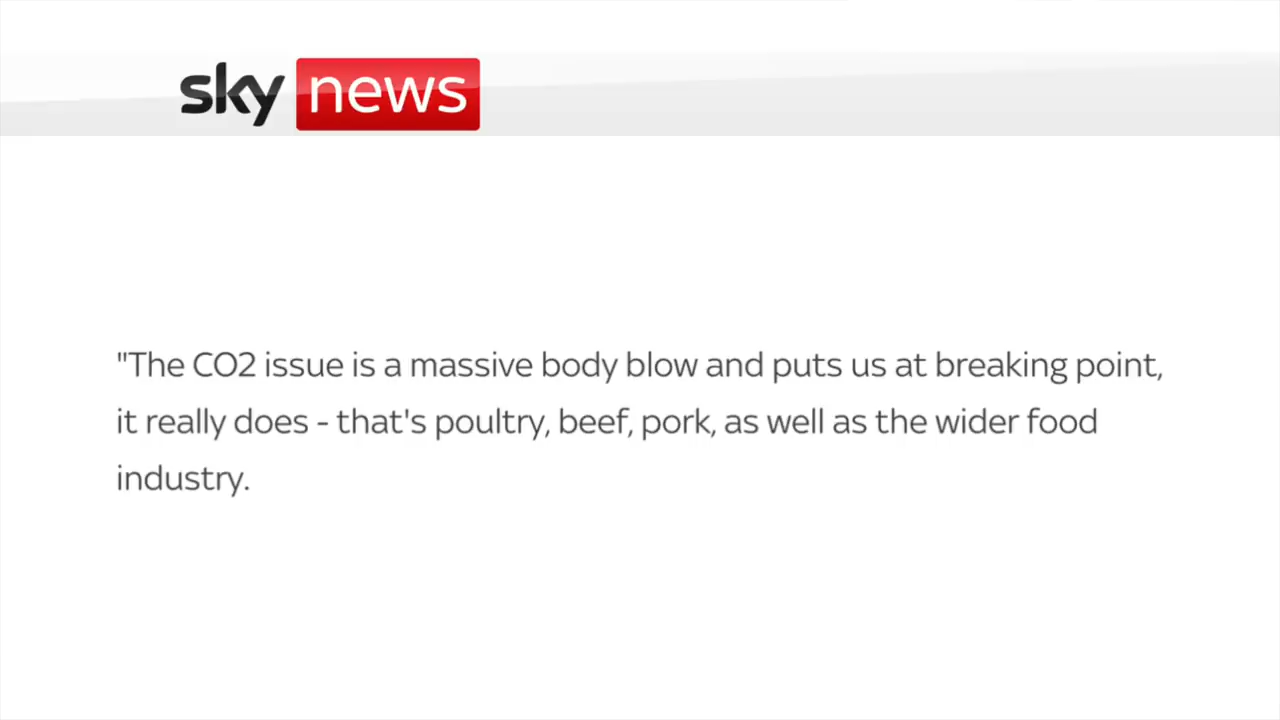 sky news
"The CO2 issue is a massive body blow and puts us at breaking point,
it really does - that's poultry, beef, pork, as well as the wider food
industry.